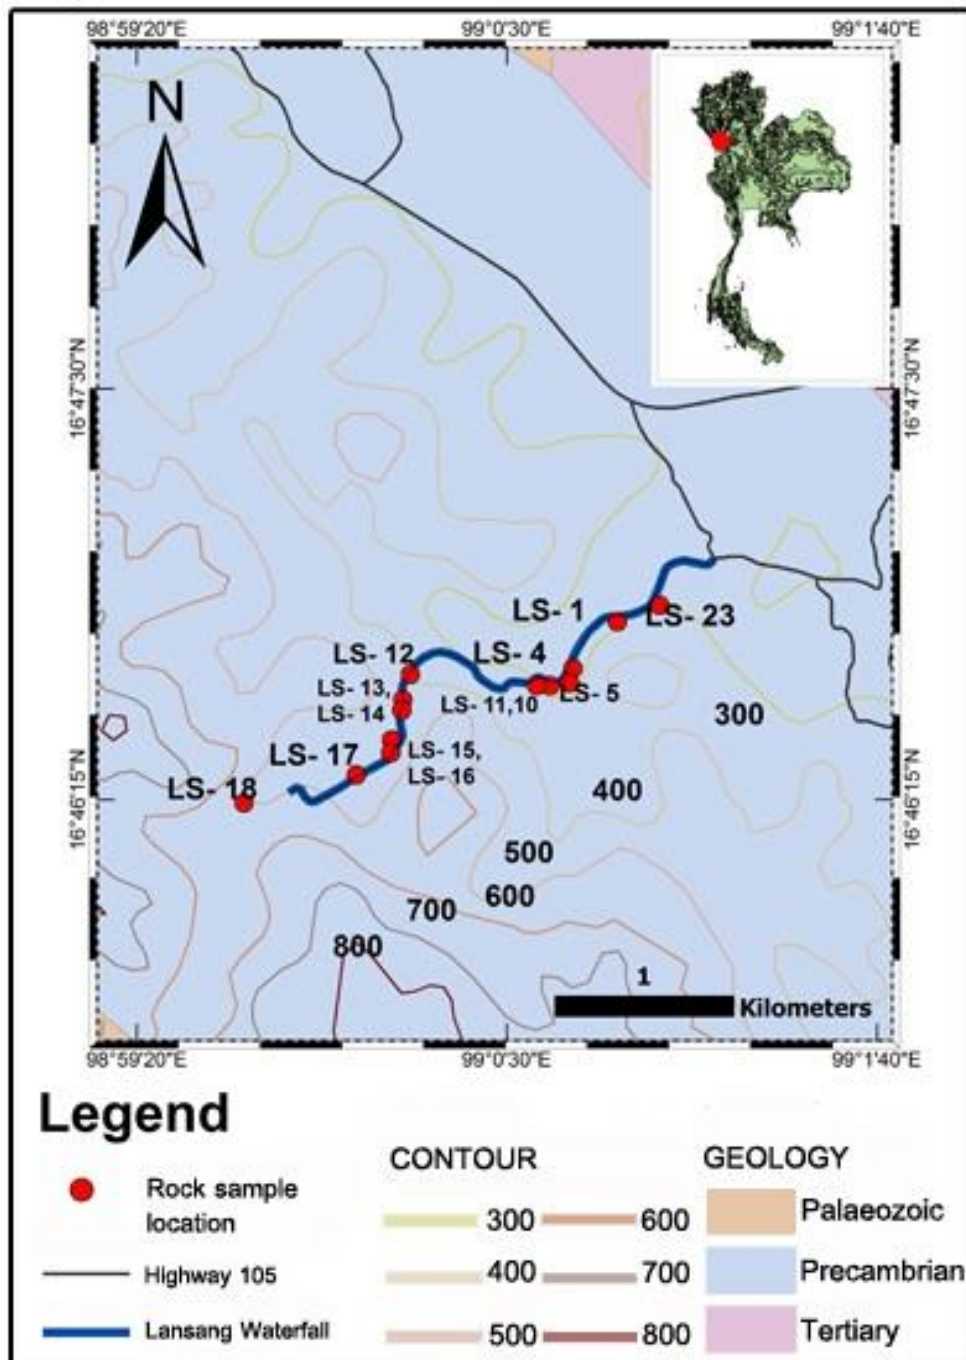 98°59'20"E 99°0'30"E 99°1'40"E
N
16°47'30"N 16°47'30"N
LS- 1 LS- 23
LS- 12 LS- 4
LS- 13, LS- 11,10 LS- 5
LS- 14
300
LS- 17 LS- 15,
LS- 16
LS- 18 400
16°46'15"N 16°46'15"N
500
600
700
800
1
Kilometers
98°59'20"E 99°0'30"E 99°1'40"E
Legend
CONTOUR GEOLOGY
Rock sample
location
300 600 Palaeozoic
Highway 105 400 700 Precambrian
Lansang Waterfall 500 800 Tertiary